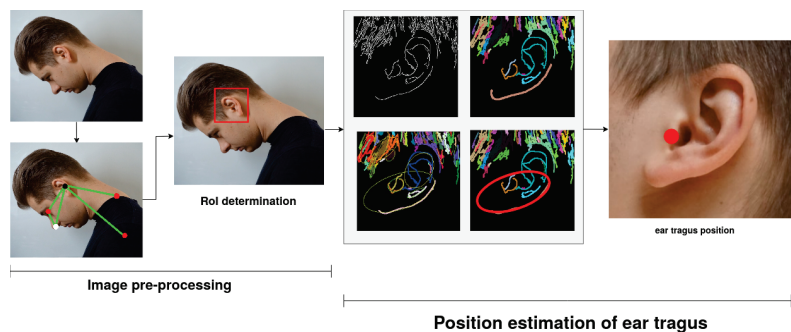 RoI determination
ear tragus position
Image pre-processing
Position estimation of ear tragus